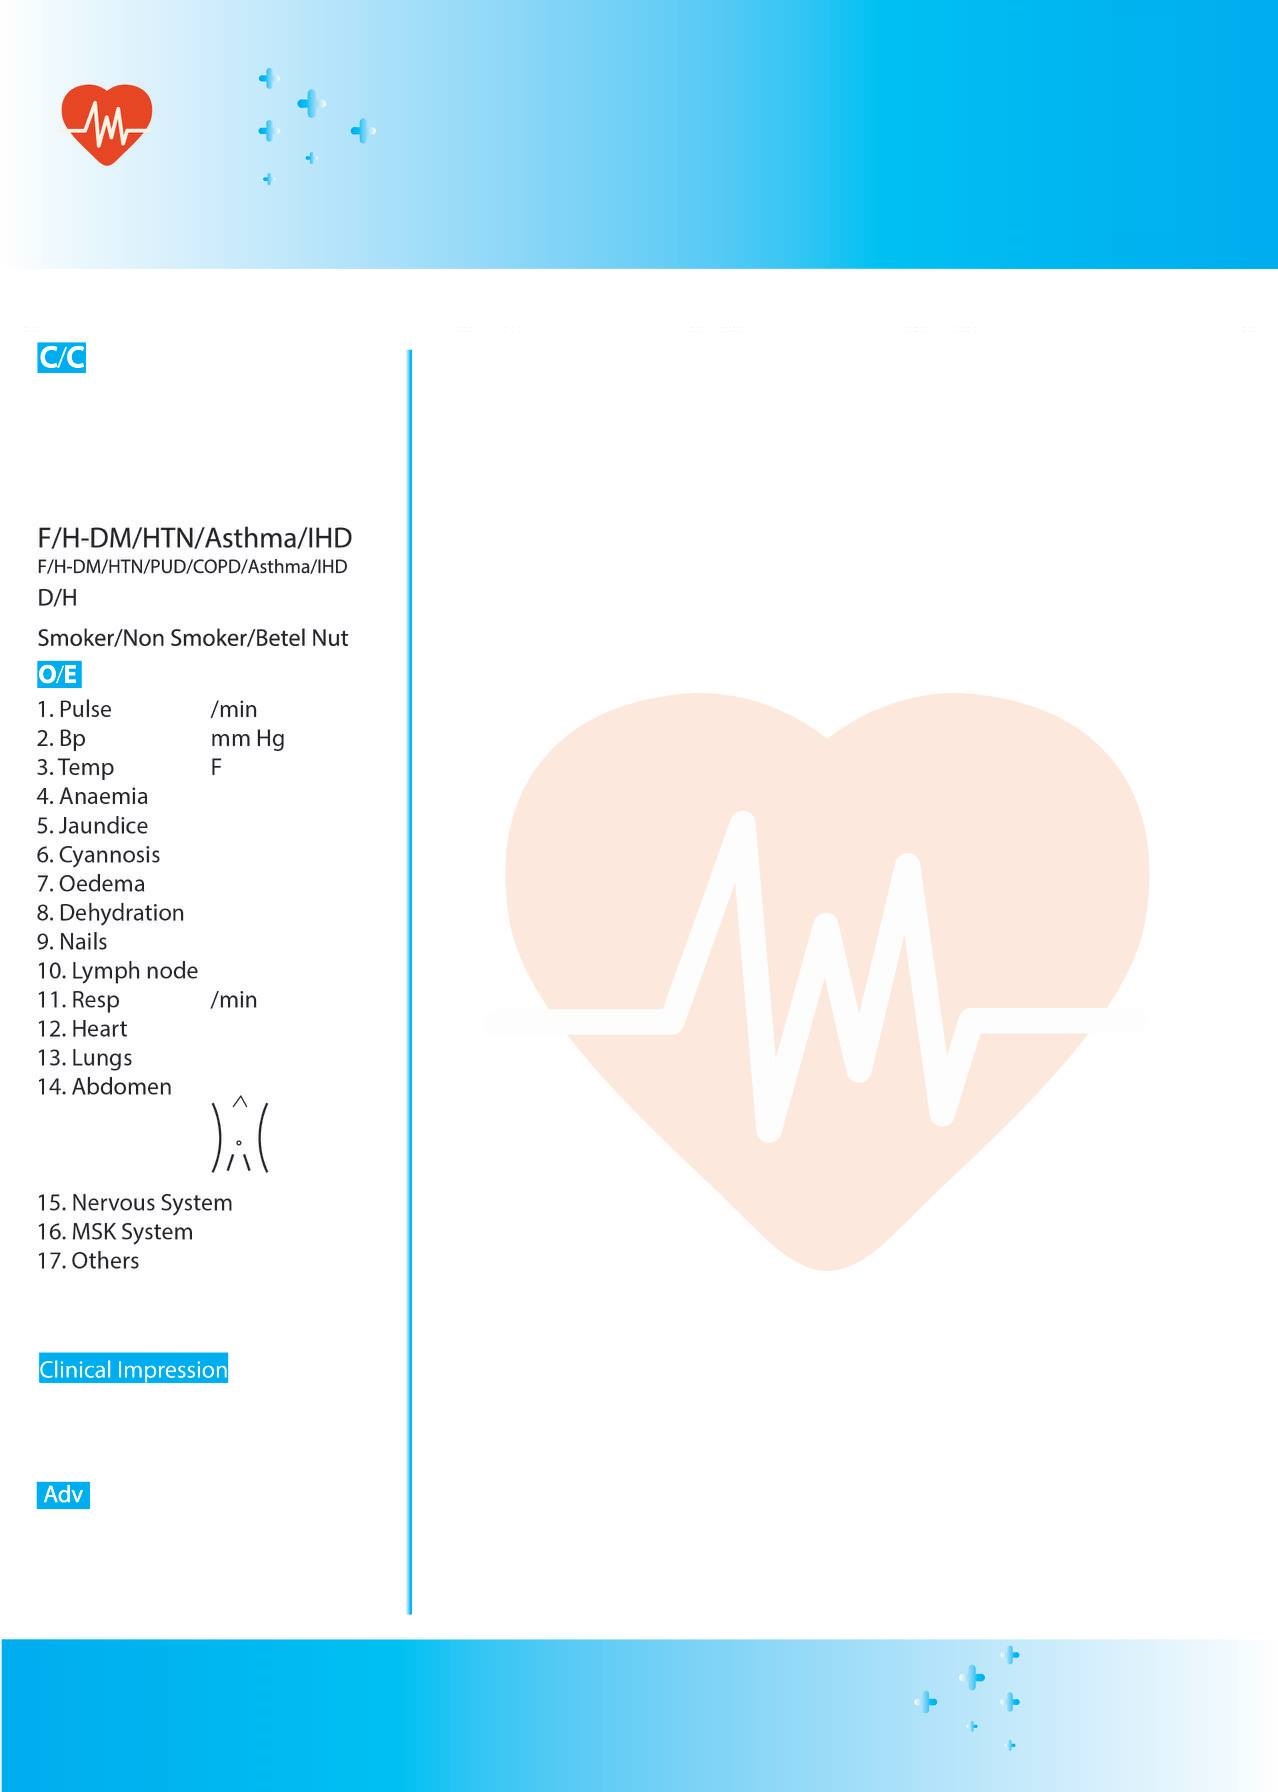 C/C
F/H-DM/HTN/Asthma/IHD
F/H-DM/HTN/PUD/COPD/Asthma/IHD
D/H
Smoker/Non Smoker/Betel Nut
O/E
1. Pulse /min
2. Bp mm Hg
3. Temp F
4. Anaemia
5. Jaundice
6. Cyannosis
7. Oedema
8. Dehydration
9. Nails
10. Lymph node
11. Resp /min
12. Heart
13. Lungs
14. Abdomen
15. Nervous System
16. MSK System
17. Others
Clinical Impression
Adv